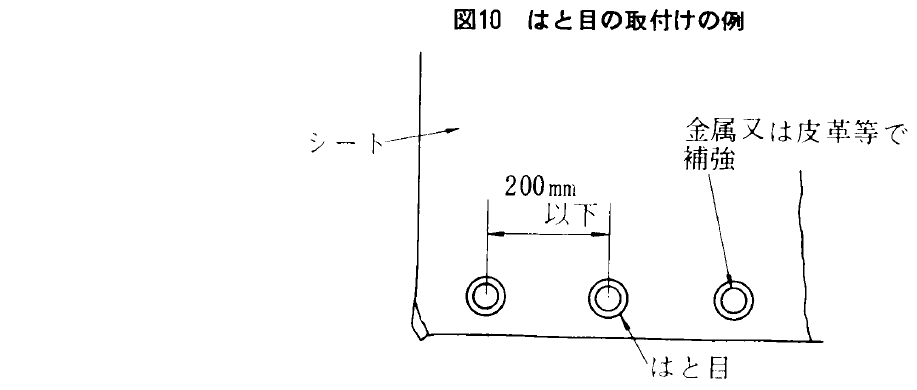 図10 はと目の取付けの例
シート
金属又は皮革等で
補強
200mm
以下
はと目